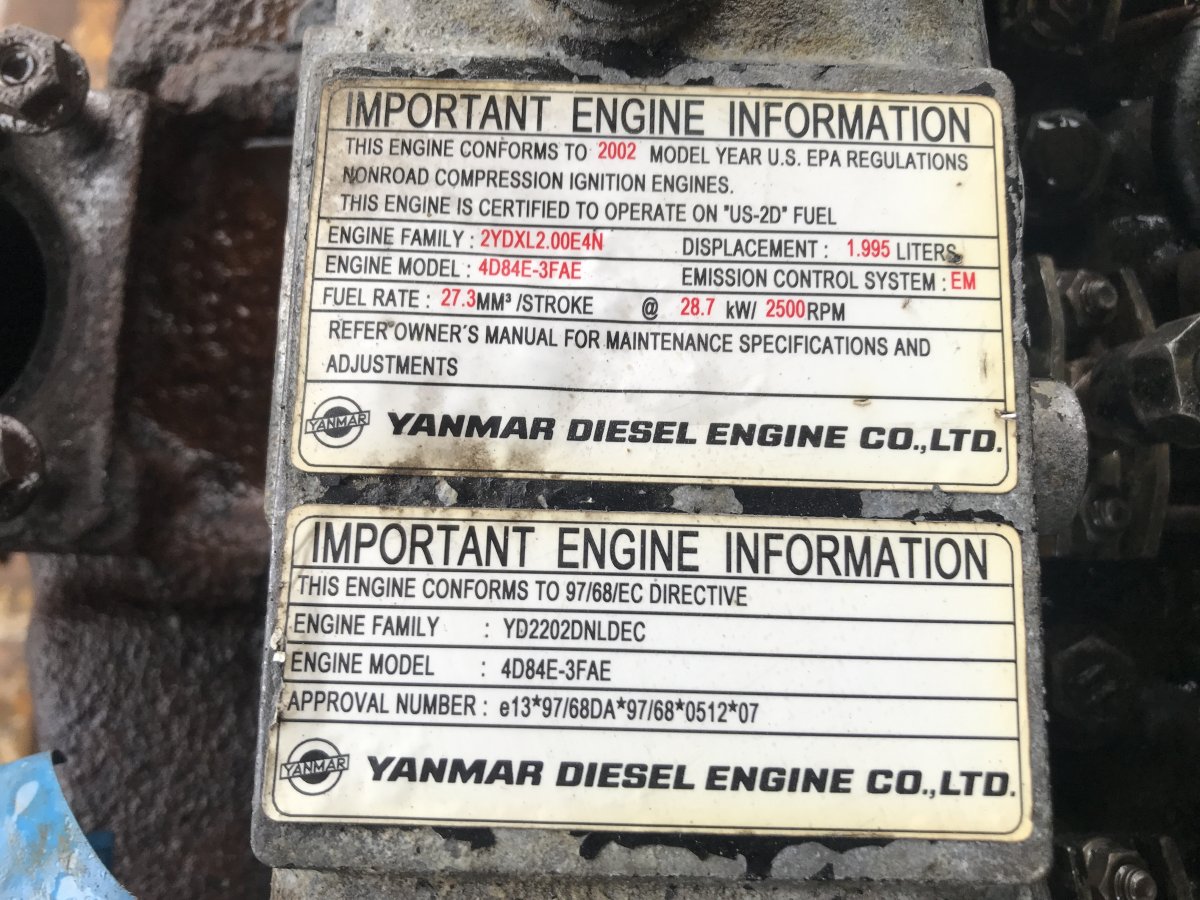 IMPORTANT ENGINE INFORMATION
THIS ENGINE CONFORMS TO 2002 MODEL YEAR U.S. EPA REGULATIONS
NONROAD COMPRESSION IGNITION ENGINES.
THIS ENGINE IS CERTIFIED TO OPERATE ON "US-2D" FUEL
ENGINE FAMILY : 2YDXL2.00E4N DISPLACEMENT : 1.995 LITERS
ENGINE MODEL : 4D84E-3FAE EMISSION CONTROL SYSTEM : EM
FUEL RATE : 27.3MM³/STROKE @ 28.7 kW/ 2500RPM
REFER OWNER´S MANUAL FOR MAINTENANCE SPECIFICATIONS AND
ADJUSTMENTS
YANMAR YANMAR DIESEL ENGINE CO.,LTD.
IMPORTANT ENGINE INFORMATION
THIS ENGINE CONFORMS TO 97/68/EC DIRECTIVE
ENGINE FAMILY : YD2202DNLDEC
ENGINE MODEL : 4D84E-3FAE
APPROVAL NUMBER : e13*97/68DA*97/68*0512*07
YANMAR YANMAR DIESEL ENGINE CO.,LTD.